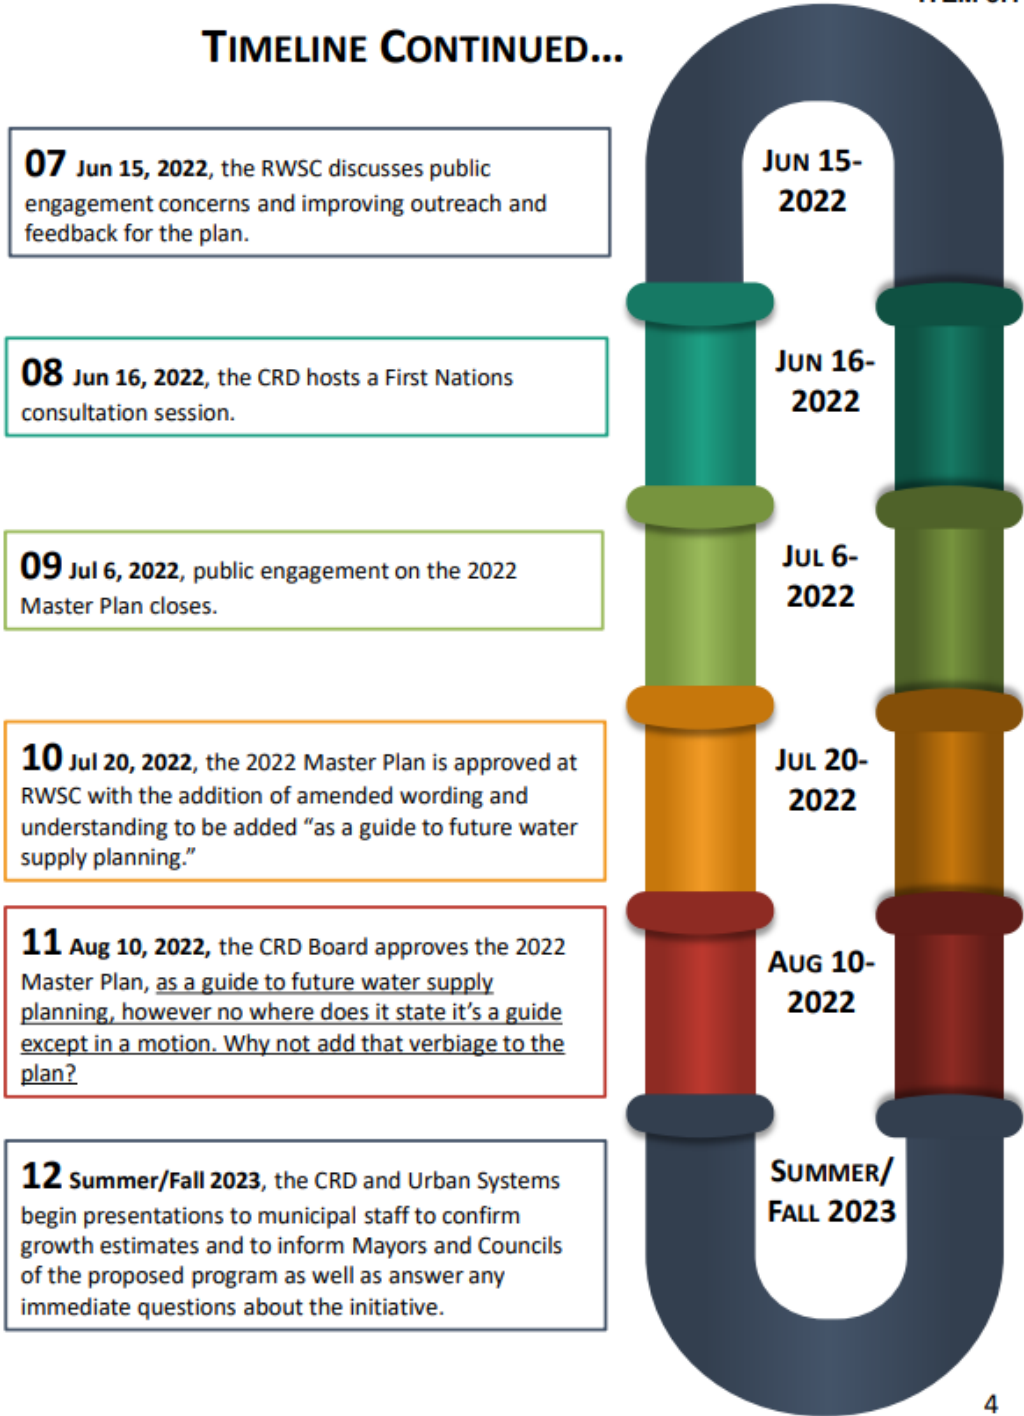 TIMELINE CONTINUED...
07 Jun 15, 2022, the RWSC discusses public
engagement concerns and improving outreach and
feedback for the plan.
JUN 15-
2022
08 Jun 16, 2022, the CRD hosts a First Nations
consultation session.
JUN 16-
2022
09 Jul 6, 2022, public engagement on the 2022
Master Plan closes.
JUL 6-
2022
10 Jul 20, 2022, the 2022 Master Plan is approved at
RWSC with the addition of amended wording and
understanding to be added “as a guide to future water
supply planning.”
JUL 20-
2022
11 Aug 10, 2022, the CRD Board approves the 2022
Master Plan, as a guide to future water supply
planning, however no where does it state it’s a guide
except in a motion. Why not add that verbiage to the
plan?
AUG 10-
2022
12 Summer/Fall 2023, the CRD and Urban Systems
begin presentations to municipal staff to confirm
growth estimates and to inform Mayors and Councils
of the proposed program as well as answer any
immediate questions about the initiative.
SUMMER/
FALL 2023
4